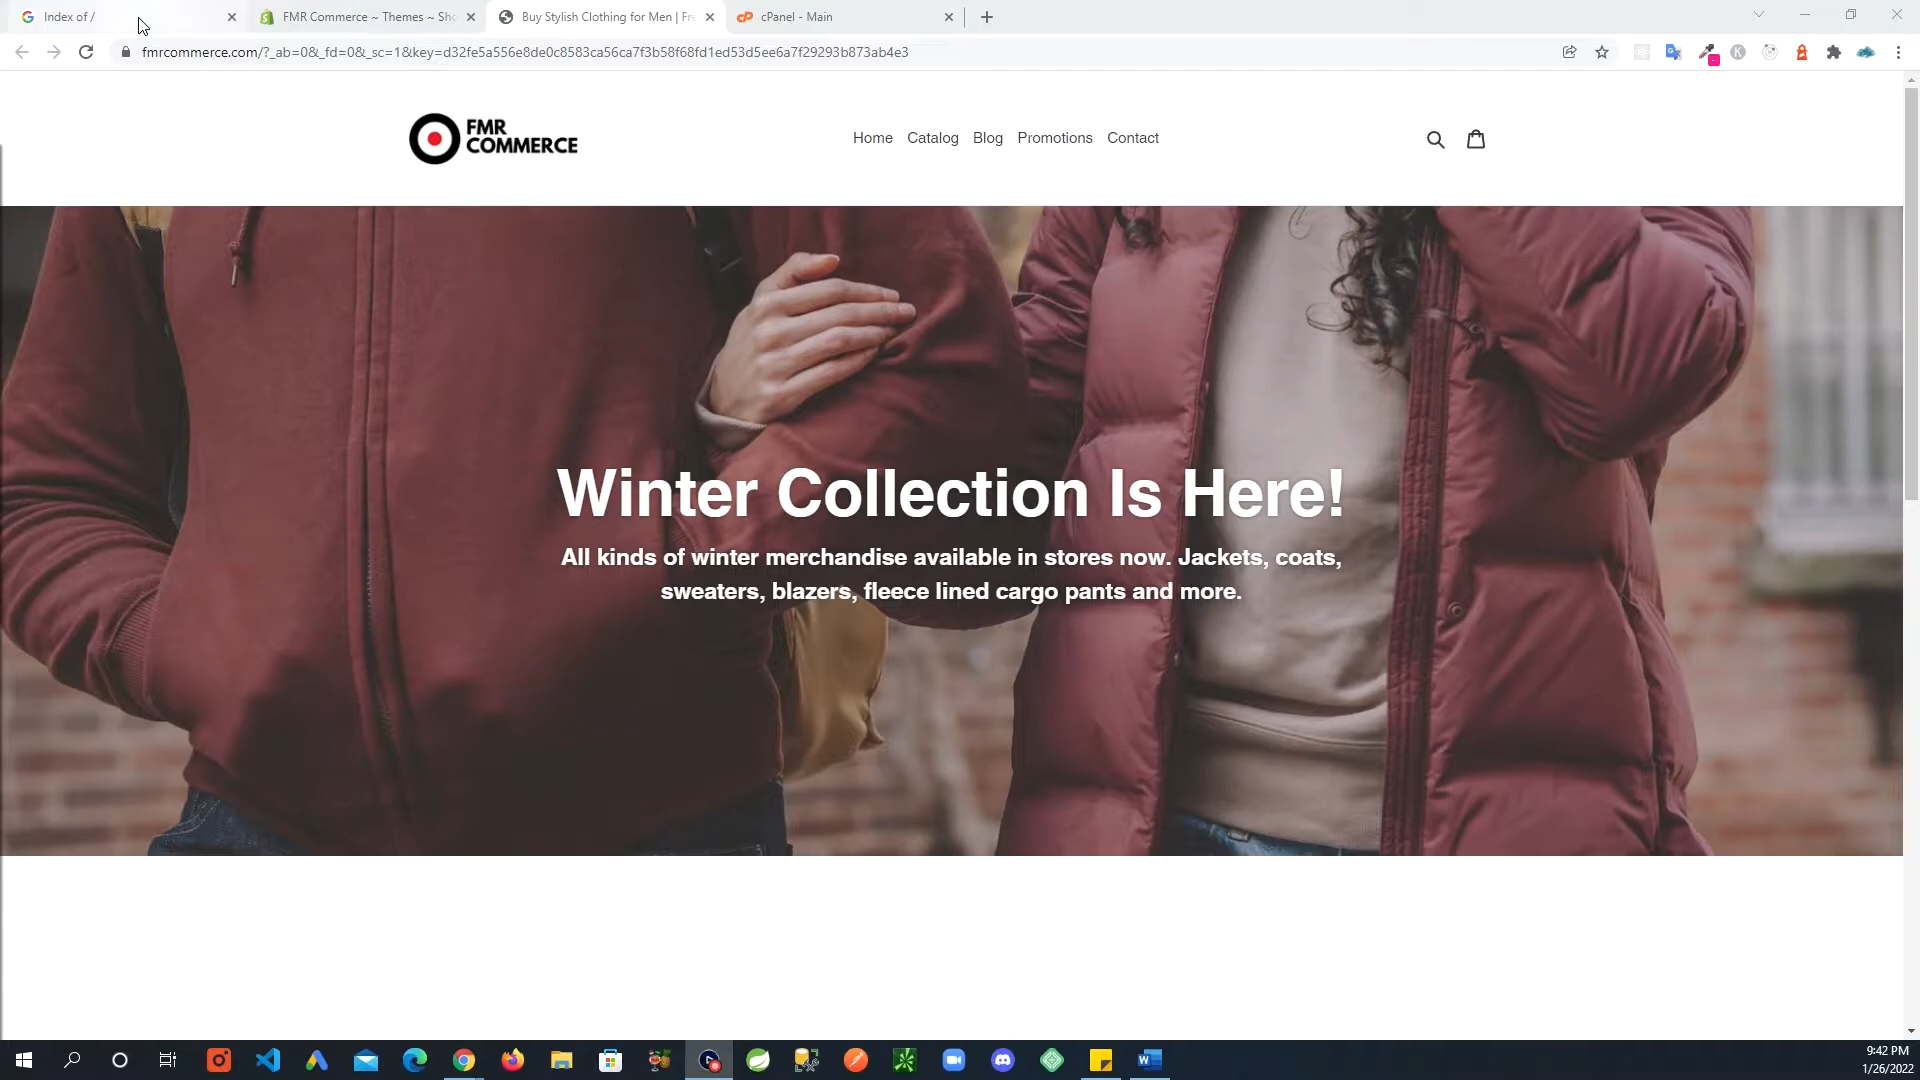 Index of /
FMR Commerce ~ Themes ~ Sho
Buy Stylish Clothing for Men | Fre
cPanel - Main
fmrcommerce.com/?_ab=0&_fd=0&_sc=1&key=d32fe5a556e8de0c8583ca56ca7f3b58f68fd1ed53d5ee6a7f29293b873ab4e3
FMR
COMMERCE
Home Catalog Blog Promotions Contact
Winter Collection Is Here!
All kinds of winter merchandise available in stores now. Jackets, coats,
sweaters, blazers, fleece lined cargo pants and more.
9:42 PM
1/26/2022